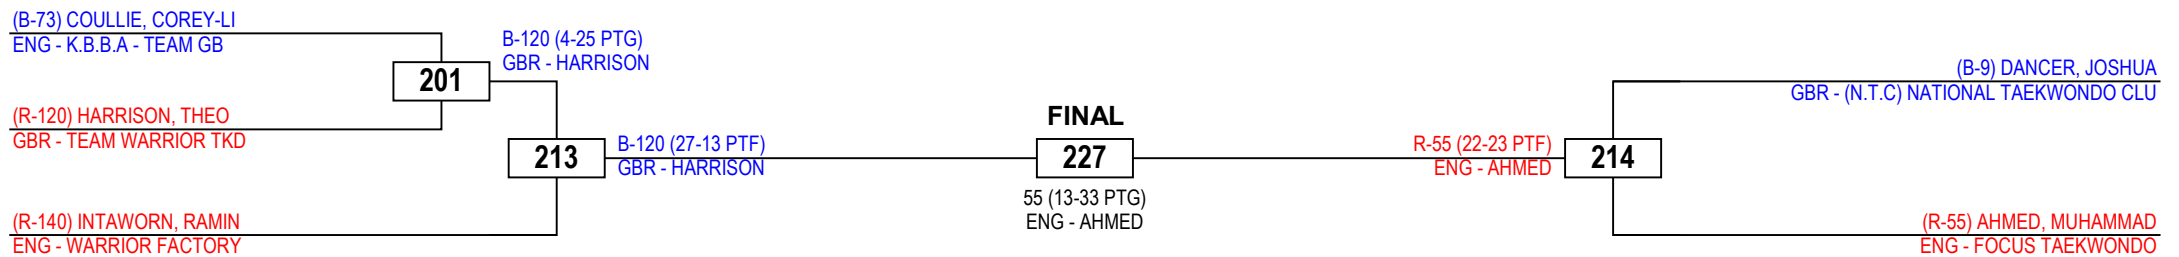 (B-73) COULLIE, COREY-LI
ENG - K.B.B.A - TEAM GB
201
B-120 (4-25 PTG)
GBR - HARRISON
(R-120) HARRISON, THEO
GBR - TEAM WARRIOR TKD
213
B-120 (27-13 PTF)
GBR - HARRISON
(R-140) INTAWORN, RAMIN
ENG - WARRIOR FACTORY
FINAL
227
55 (13-33 PTG)
ENG - AHMED
R-55 (22-23 PTF)
ENG - AHMED
214
(B-9) DANCER, JOSHUA
GBR - (N.T.C) NATIONAL TAEKWONDO CLU
(R-55) AHMED, MUHAMMAD
ENG - FOCUS TAEKWONDO